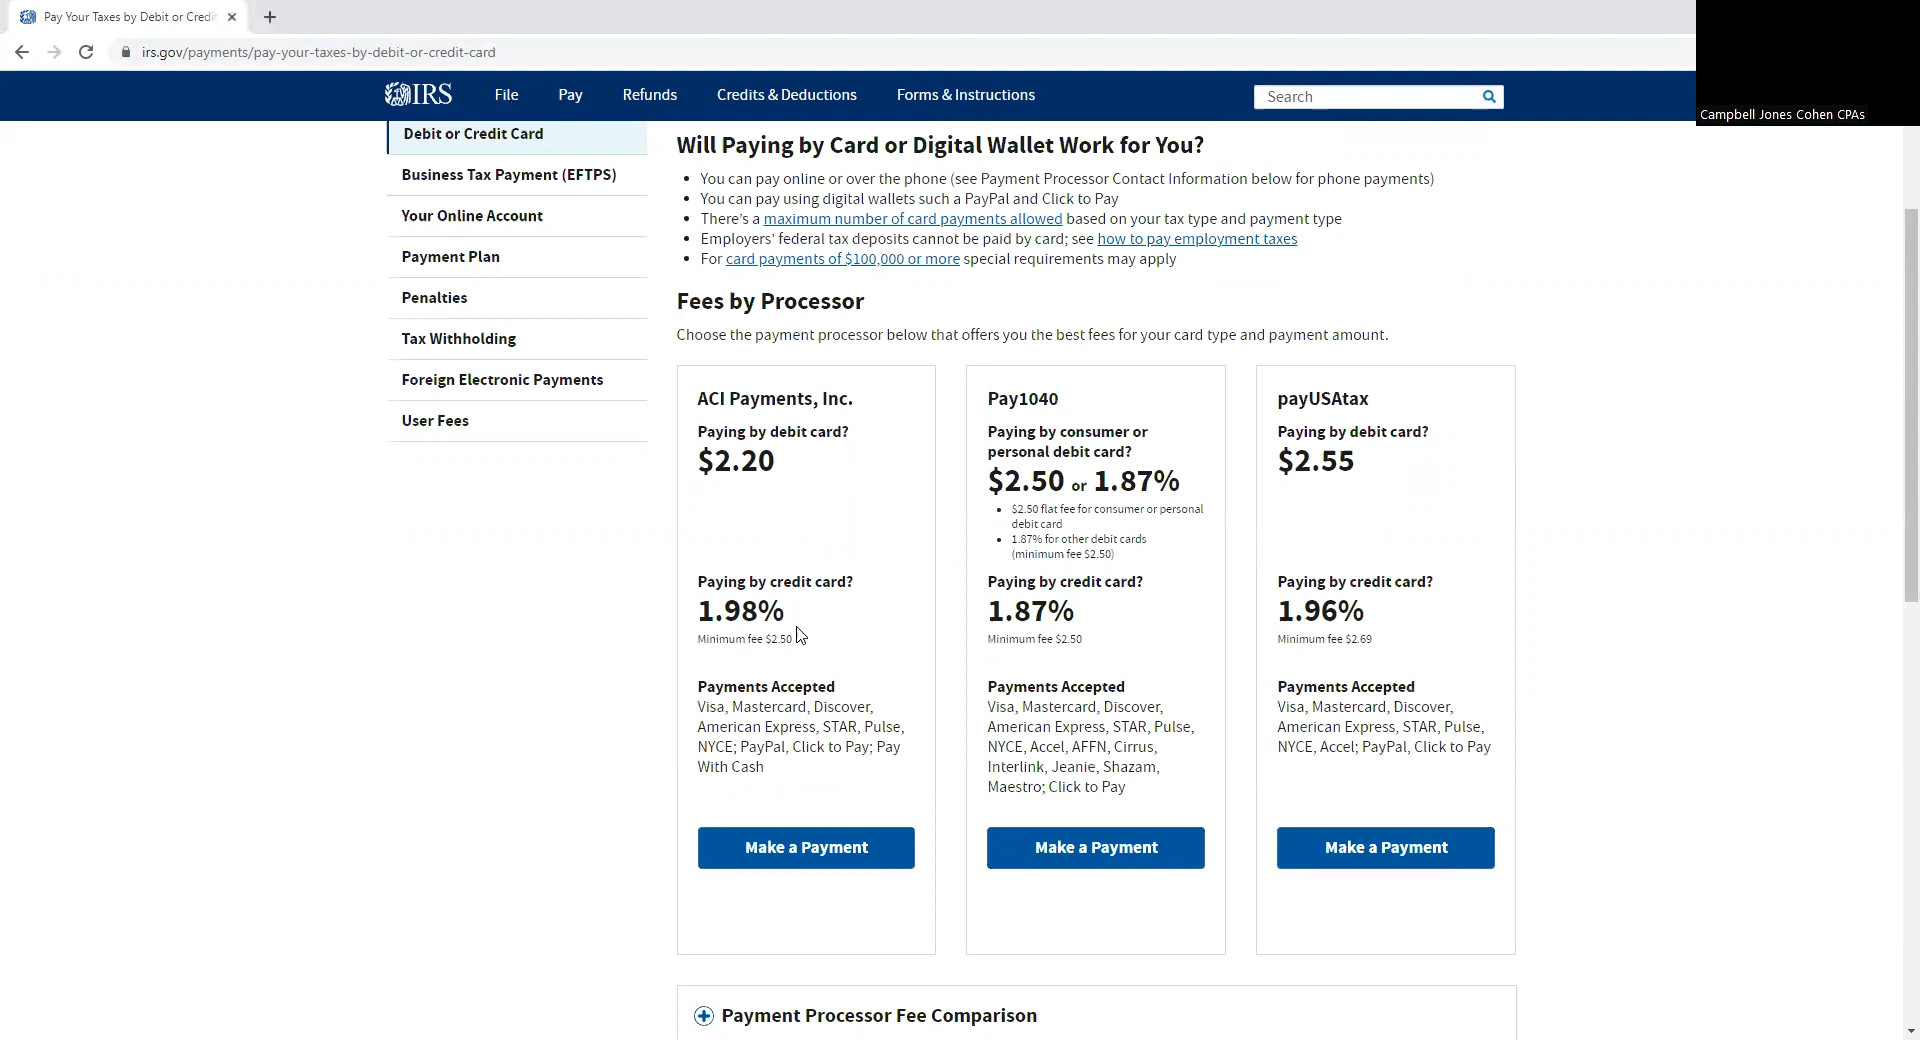 Pay Your Taxes by Debit or Credit
irs.gov/payments/pay-your-taxes-by-debit-or-credit-card
IRS
File
Pay
Refunds
Credits & Deductions
Forms & Instructions
Search
Campbell Jones Cohen CPAs
Debit or Credit Card
Business Tax Payment (EFTPS)
Your Online Account
Payment Plan
Penalties
Tax Withholding
Foreign Electronic Payments
User Fees
Will Paying by Card or Digital Wallet Work for You?
• You can pay online or over the phone (see Payment Processor Contact Information below for phone payments)
• You can pay using digital wallets such a PayPal and Click to Pay
• There's a maximum number of card payments allowed based on your tax type and payment type
• Employers' federal tax deposits cannot be paid by card; see how to pay employment taxes
• For card payments of $100,000 or more special requirements may apply
Fees by Processor
Choose the payment processor below that offers you the best fees for your card type and payment amount.
ACI Payments, Inc.
Paying by debit card?
$2.20
Paying by credit card?
1.98%
Minimum fee $2.50
Payments Accepted
Visa, Mastercard, Discover,
American Express, STAR, Pulse,
NYCE; PayPal, Click to Pay; Pay
With Cash
Make a Payment
Pay1040
Paying by consumer or
personal debit card?
$2.50 or 1.87%
• $2.50 flat fee for consumer or personal
debit card
• 1.87% for other debit cards
(minimum fee $2.50)
Paying by credit card?
1.87%
Minimum fee $2.50
Payments Accepted
Visa, Mastercard, Discover,
American Express, STAR, Pulse,
NYCE, Accel, AFFN, Cirrus,
Interlink, Jeanie, Shazam,
Maestro; Click to Pay
Make a Payment
payUSAtax
Paying by debit card?
$2.55
Paying by credit card?
1.96%
Minimum fee $2.69
Payments Accepted
Visa, Mastercard, Discover,
American Express, STAR, Pulse,
NYCE, Accel; PayPal, Click to Pay
Make a Payment
Payment Processor Fee Comparison